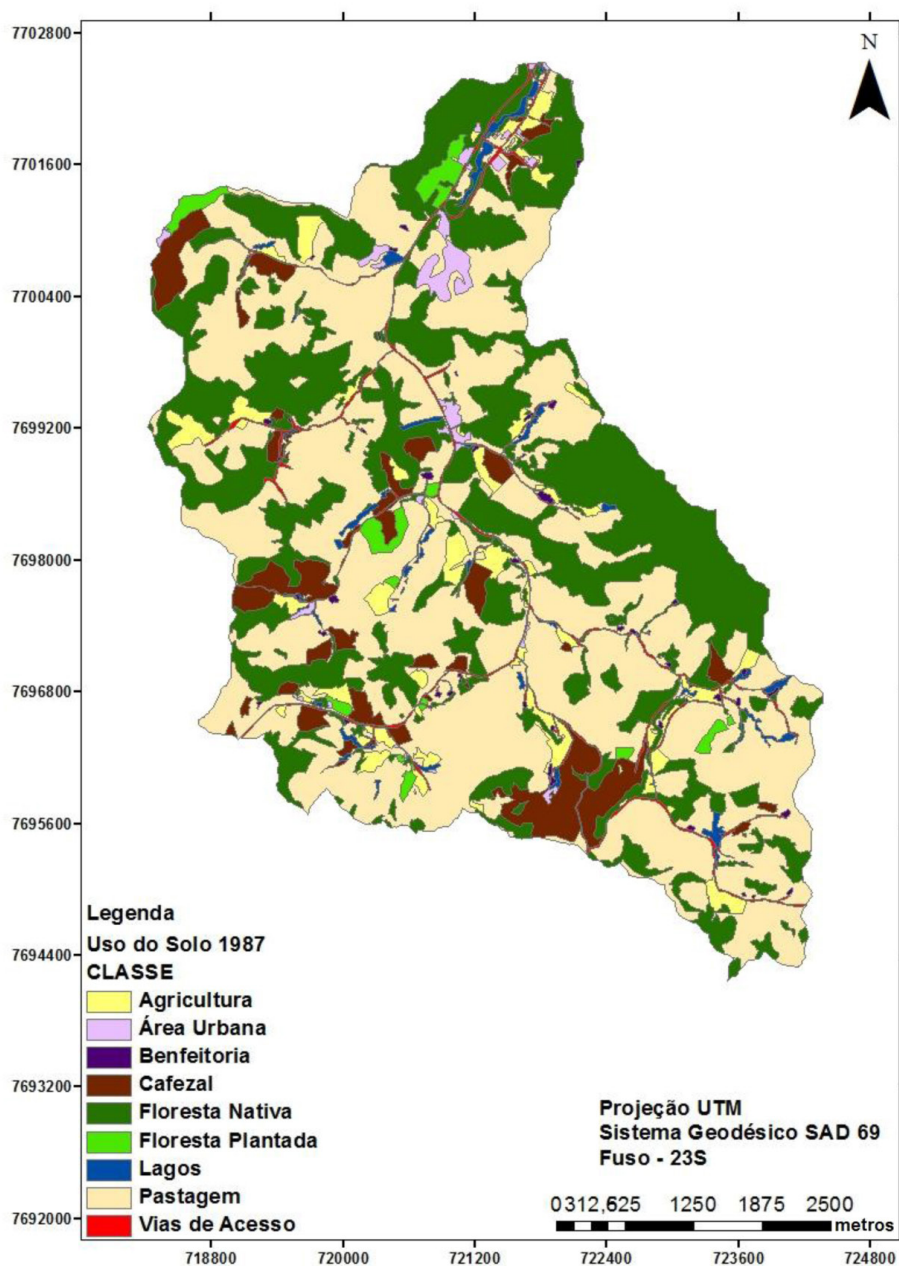 7702800
N
7701600
7700400
7699200
7698000
7696800
7695600
7694400
7693200
7692000
Legenda
Uso do Solo 1987
CLASSE
Agricultura
Área Urbana
Benfeitoria
Cafezal
Floresta Nativa
Floresta Plantada
Lagos
Pastagem
Vias de Acesso
Projeção UTM
Sistema Geodésico SAD 69
Fuso - 23S
0312,625 1250 1875 2500
metros
718800 720000 721200 722400 723600 724800